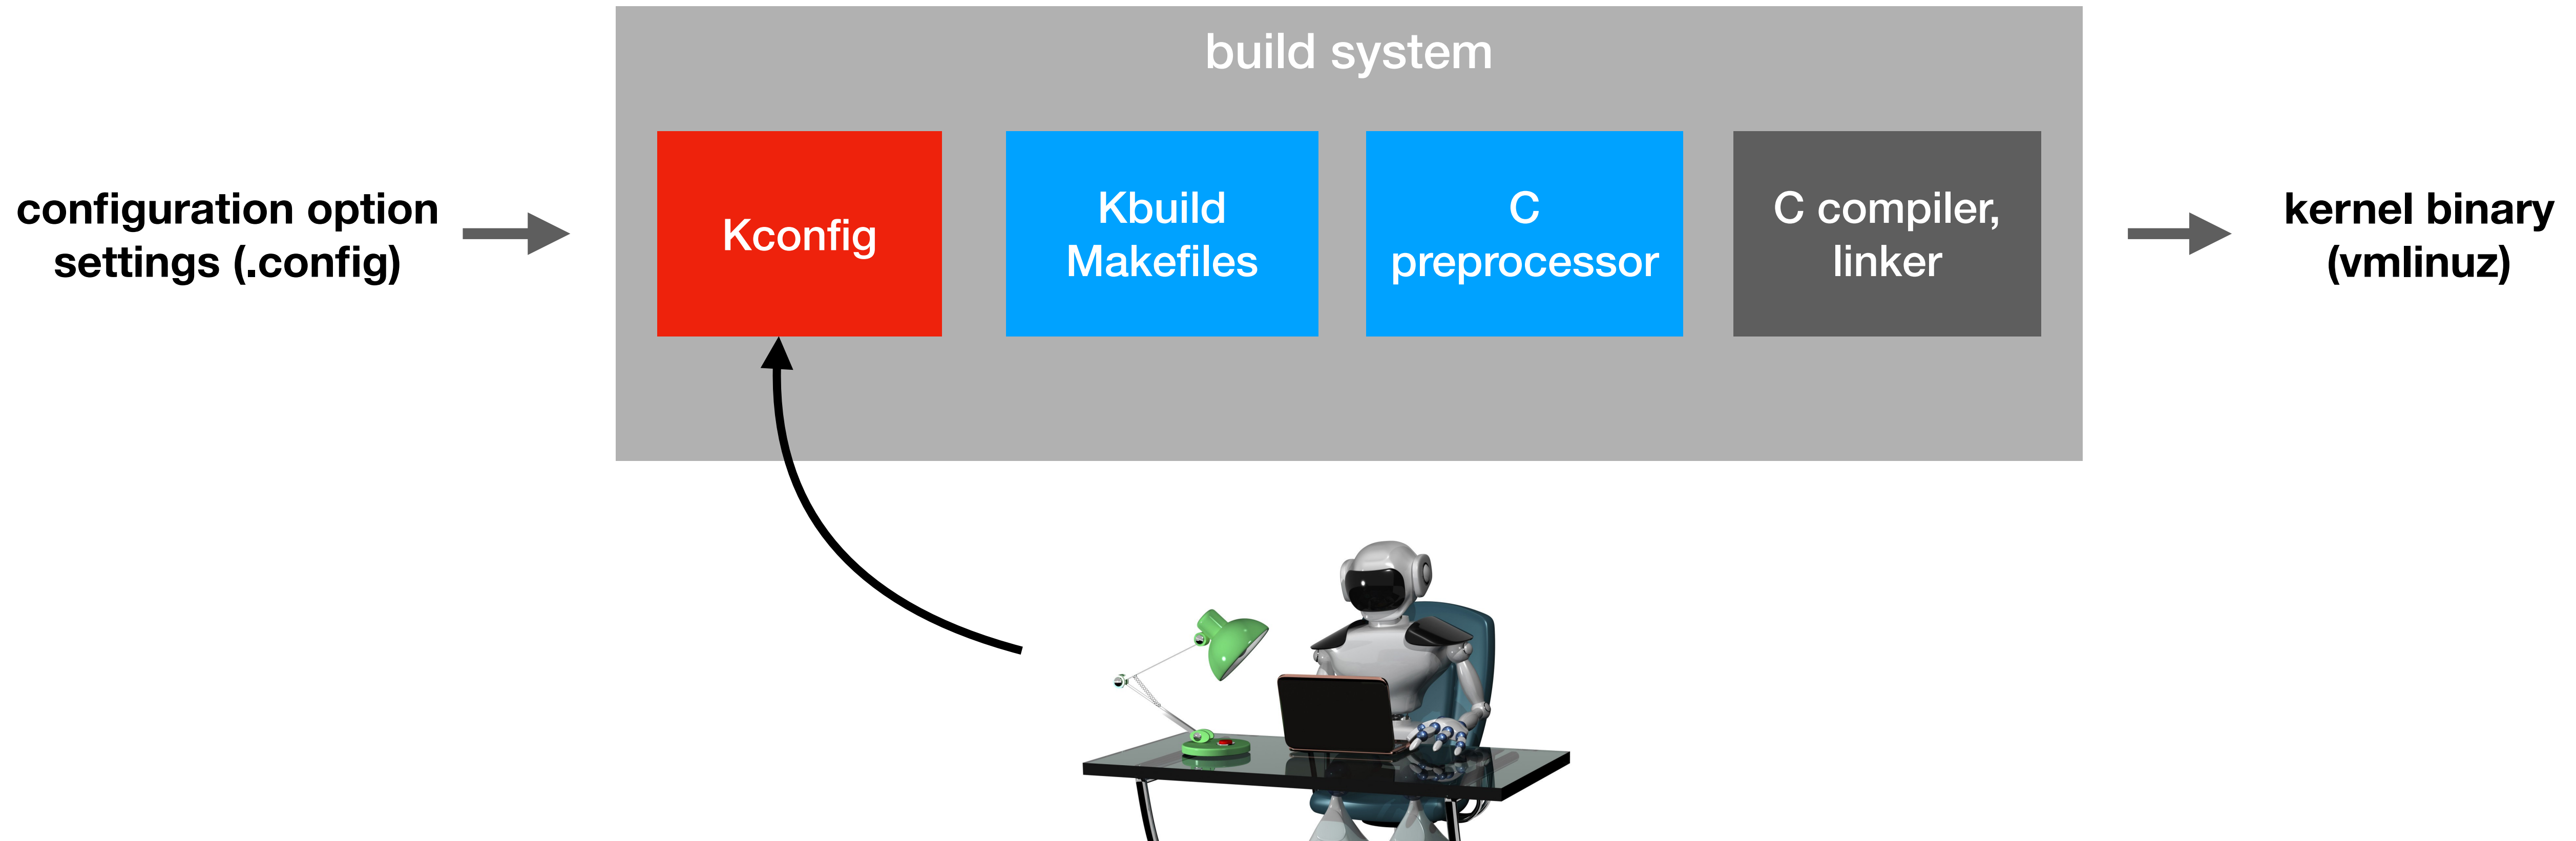 build system
configuration option
settings (.config)
Kconfig
Kbuild
Makefiles
C
preprocessor
C compiler,
linker
kernel binary
(vmlinuz)